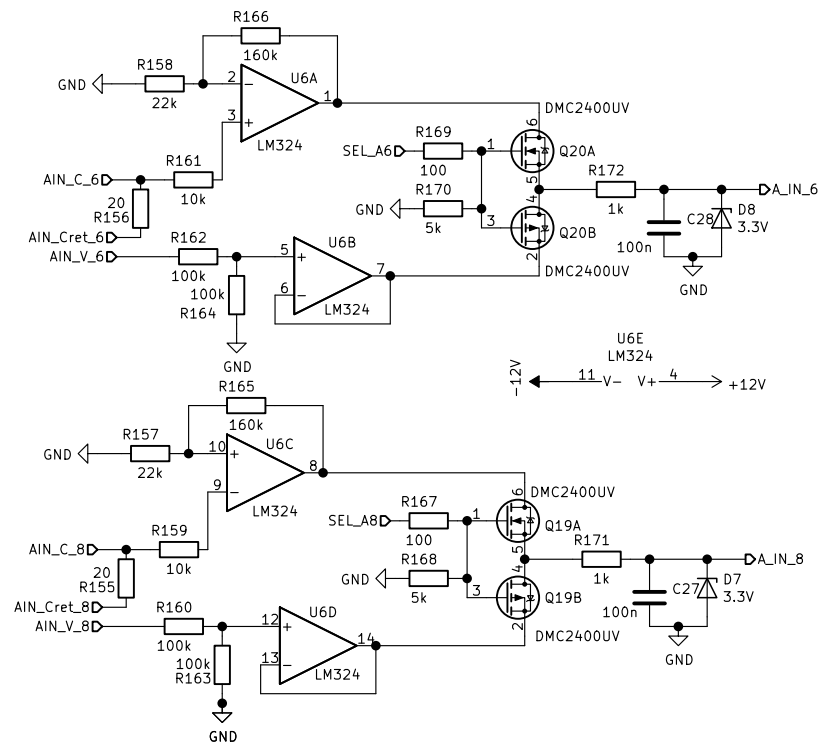 R166
160k
R158
GND
22k
2
-
U6A
1
3
+
LM324
DMC2400UV
6
SEL_A6
R169
100
1
Q20A
5
AIN_C_6
R161
10k
20
R156
AIN_Cret_6
GND
R170
5k
4
3
Q20B
2
DMC2400UV
R172
1k
A_IN_6
C28
100n
D8
3.3V
GND
AIN_V_6
R162
100k
100k
R164
GND
5
+
U6B
7
6
-
LM324
U6E
LM324
-12V
11
V-
V+
4
+12V
R165
160k
R157
GND
22k
10
+
U6C
8
9
-
LM324
DMC2400UV
6
SEL_A8
R167
100
1
Q19A
5
AIN_C_8
R159
10k
20
R155
AIN_Cret_8
GND
R168
5k
4
3
Q19B
2
DMC2400UV
R171
1k
A_IN_8
C27
100n
D7
3.3V
GND
AIN_V_8
R160
100k
100k
R163
GND
12
+
U6D
14
13
-
LM324